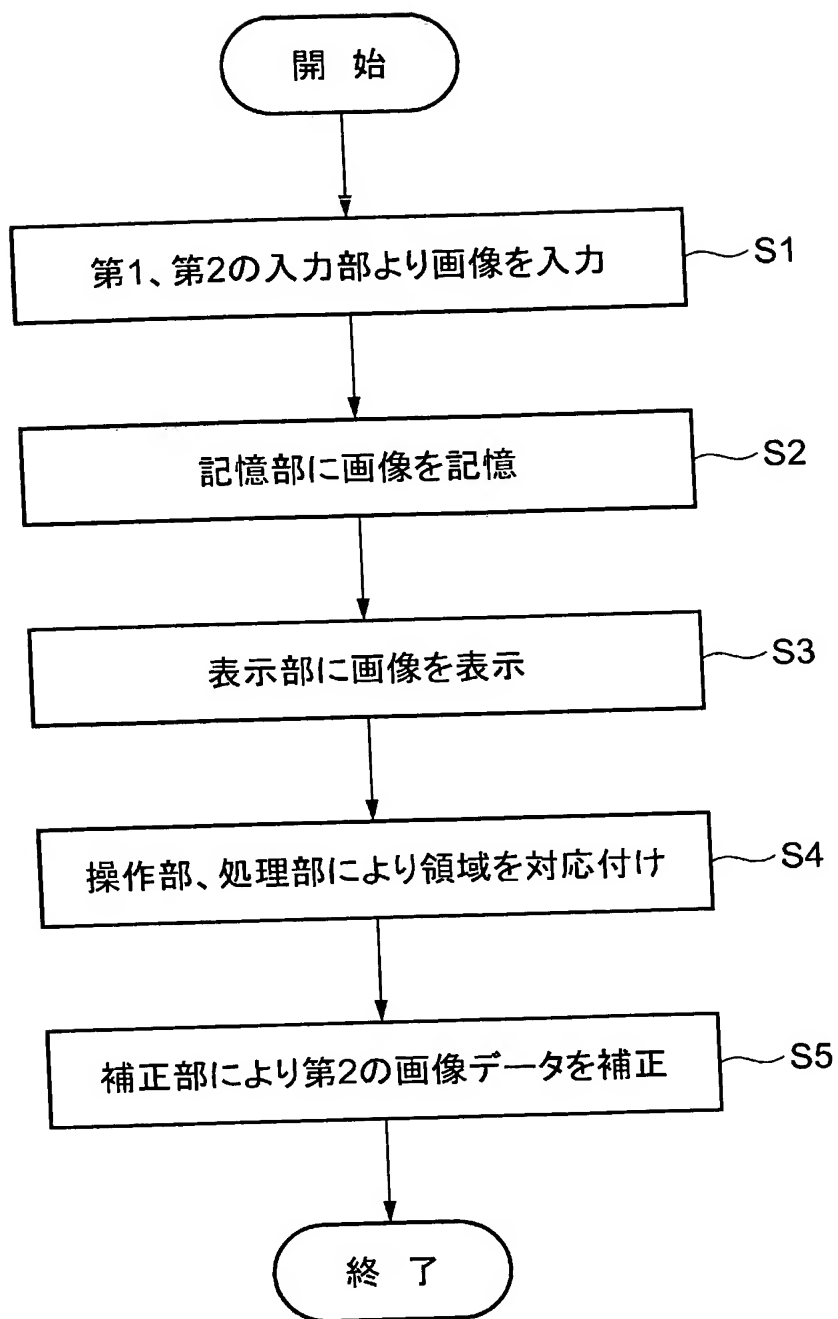 開 始
第1、第2の入力部より画像を入力
S1
記憶部に画像を記憶
S2
表示部に画像を表示
S3
操作部、処理部により領域を対応付け
S4
補正部により第2の画像データを補正
S5
終 了